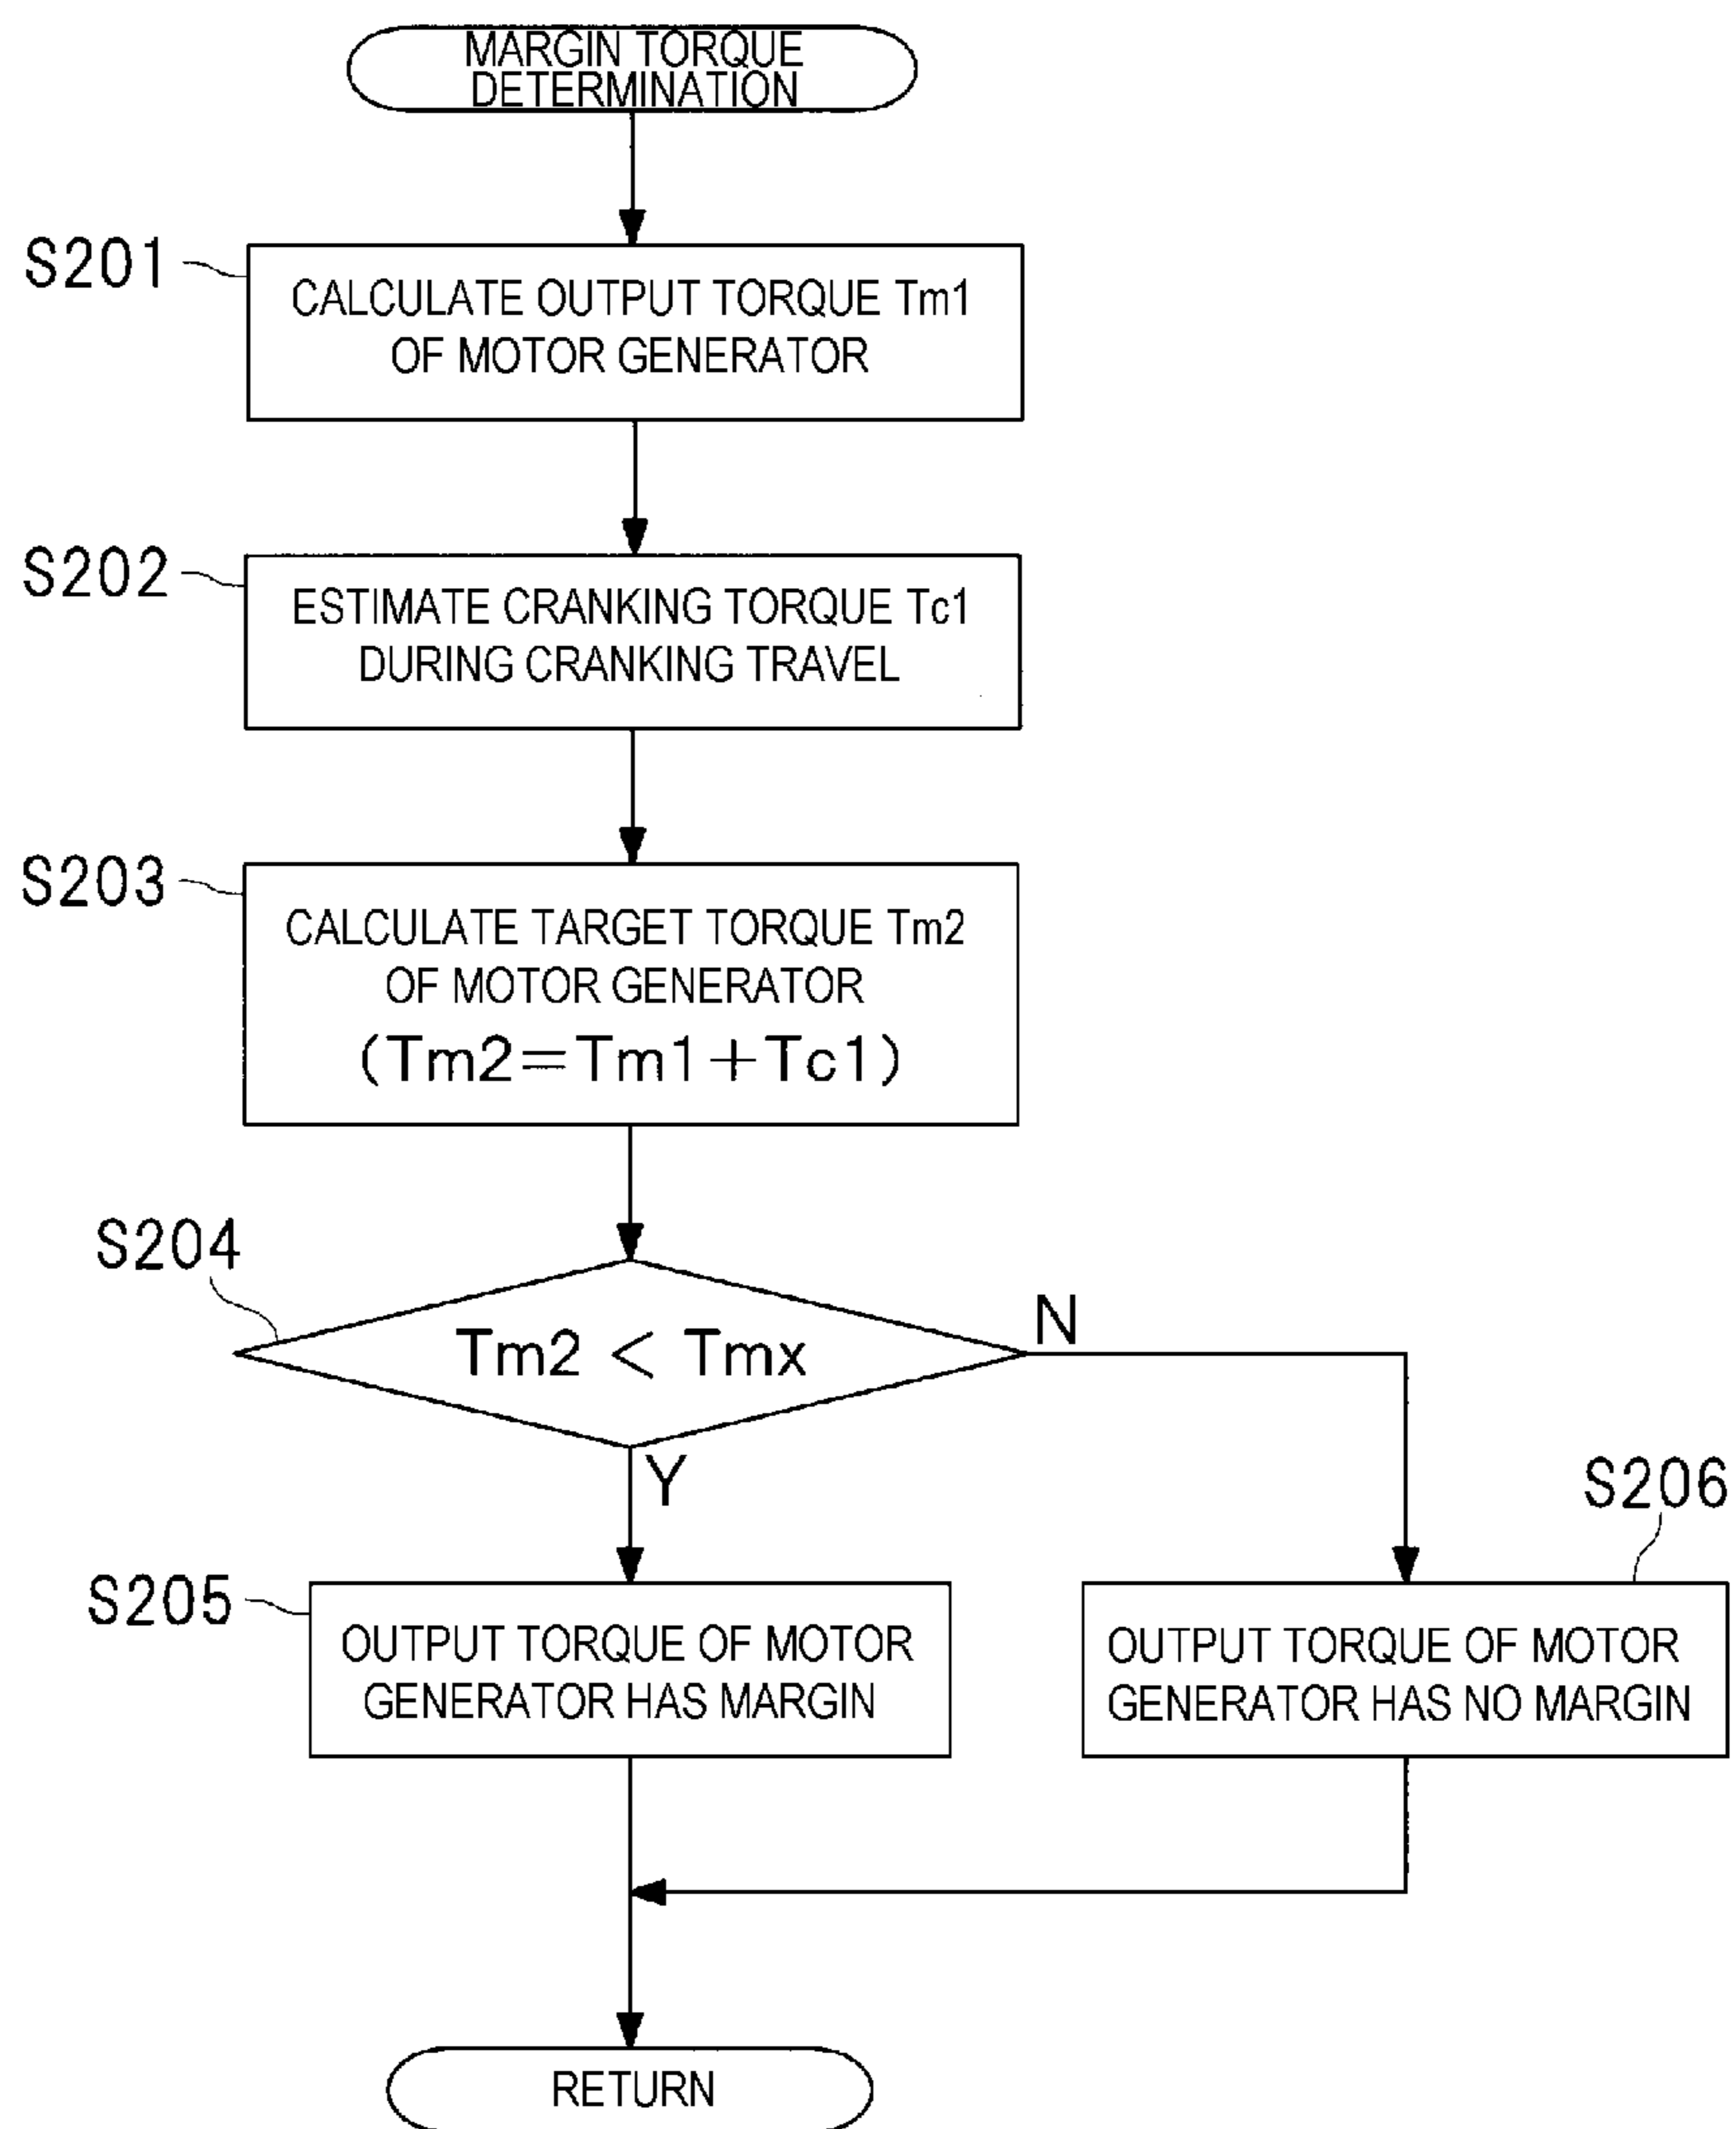 MARGIN TORQUE
DETERMINATION
S201
CALCULATE OUTPUT TORQUE Tm1
OF MOTOR GENERATOR
S202
ESTIMATE CRANKING TORQUE Tc1
DURING CRANKING TRAVEL
S203
CALCULATE TARGET TORQUE Tm2
OF MOTOR GENERATOR
(Tm2=Tm1+Tc1)
S204
Tm2 < Tmx
N
Y
S205
OUTPUT TORQUE OF MOTOR
GENERATOR HAS MARGIN
S206
OUTPUT TORQUE OF MOTOR
GENERATOR HAS NO MARGIN
RETURN